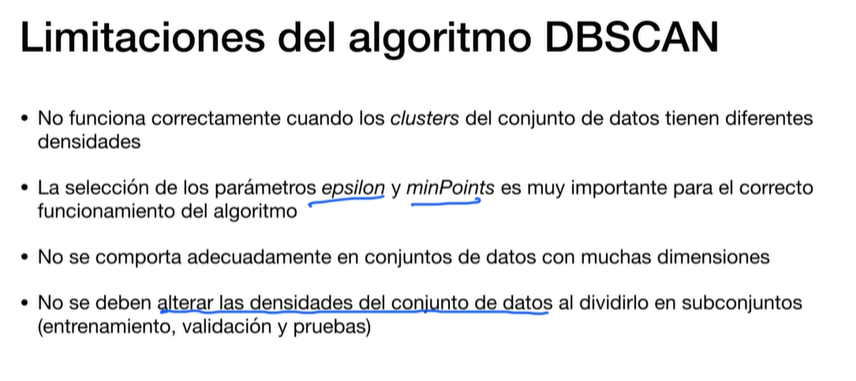 Limitaciones del algoritmo DBSCAN
• No funciona correctamente cuando los clusters del conjunto de datos tienen diferentes
densidades
• La selección de los parámetros epsilon y minPoints es muy importante para el correcto
funcionamiento del algoritmo
• No se comporta adecuadamente en conjuntos de datos con muchas dimensiones
• No se deben alterar las densidades del conjunto de datos al dividirlo en subconjuntos
(entrenamiento, validación y pruebas)